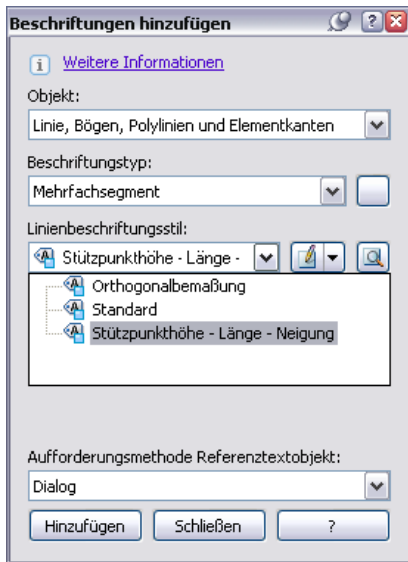 Beschriftungen hinzufügen
Weitere Informationen
Objekt:
Linie, Bögen, Polylinien und Elementkanten
Beschriftungstyp:
Mehrfachsegment
Linienbeschriftungsstil:
Stützpunkthöhe - Länge -
Orthogonalbemaßung
Standard
Stützpunkthöhe - Länge - Neigung
Aufforderungsmethode Referenztextobjekt:
Dialog
Hinzufügen Schließen ?